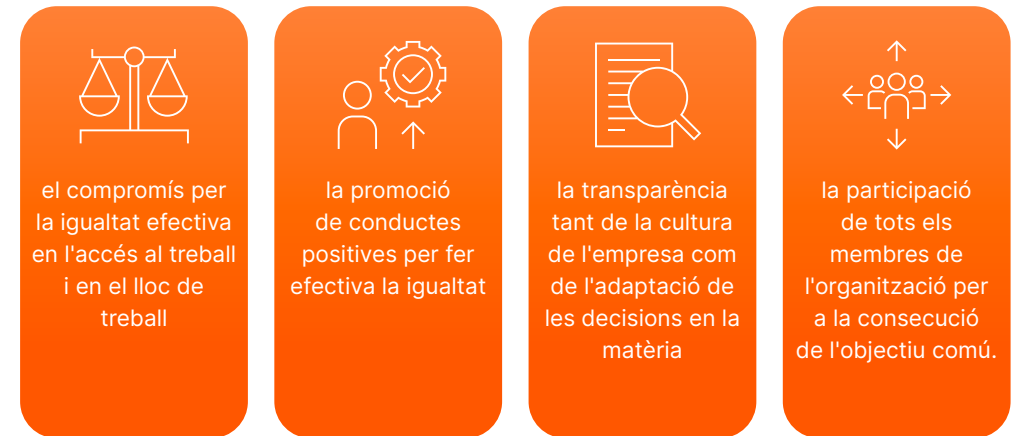 el compromís per
la igualtat efectiva
en l'accés al treball
i en el lloc de
treball
la promoció
de conductes
positives per fer
efectiva la igualtat
la transparència
tant de la cultura
de l'empresa com
de l'adaptació de
les decisions en la
matèria
la participació
de tots els
membres de
l'organització per
a la consecució
de l'objectiu comú.